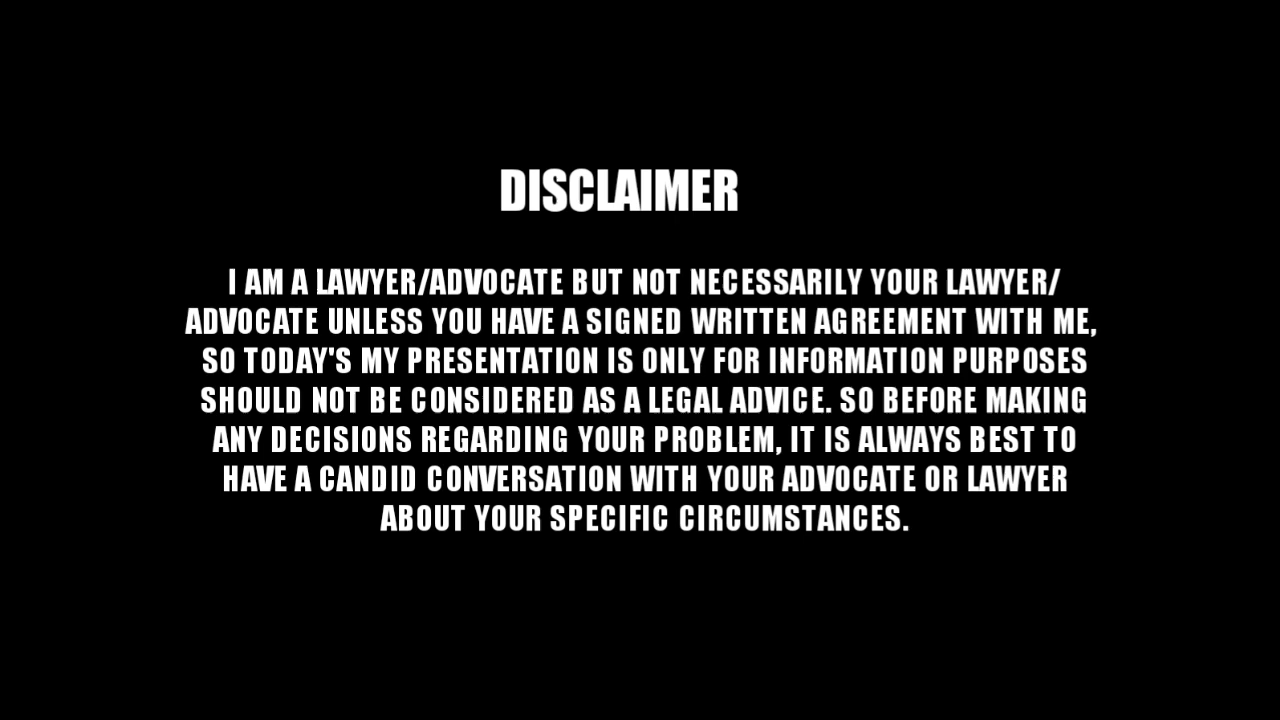 DISCLAIMER
I AM A LAWYER/ADVOCATE BUT NOT NECESSARILY YOUR LAWYER/
ADVOCATE UNLESS YOU HAVE A SIGNED WRITTEN AGREEMENT WITH ME,
SO TODAY'S MY PRESENTATION IS ONLY FOR INFORMATION PURPOSES
SHOULD NOT BE CONSIDERED AS A LEGAL ADVICE. SO BEFORE MAKING
ANY DECISIONS REGARDING YOUR PROBLEM, IT IS ALWAYS BEST TO
HAVE A CANDID CONVERSATION WITH YOUR ADVOCATE OR LAWYER
ABOUT YOUR SPECIFIC CIRCUMSTANCES.